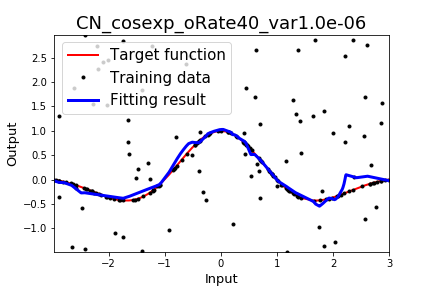 CN_cosexp_oRate40_var1.0e-06
Target function
Training data
Fitting result
Output
2.5
2.0
1.5
1.0
0.5
0.0
−0.5
−1.0
−2
−1
0
1
2
3
Input